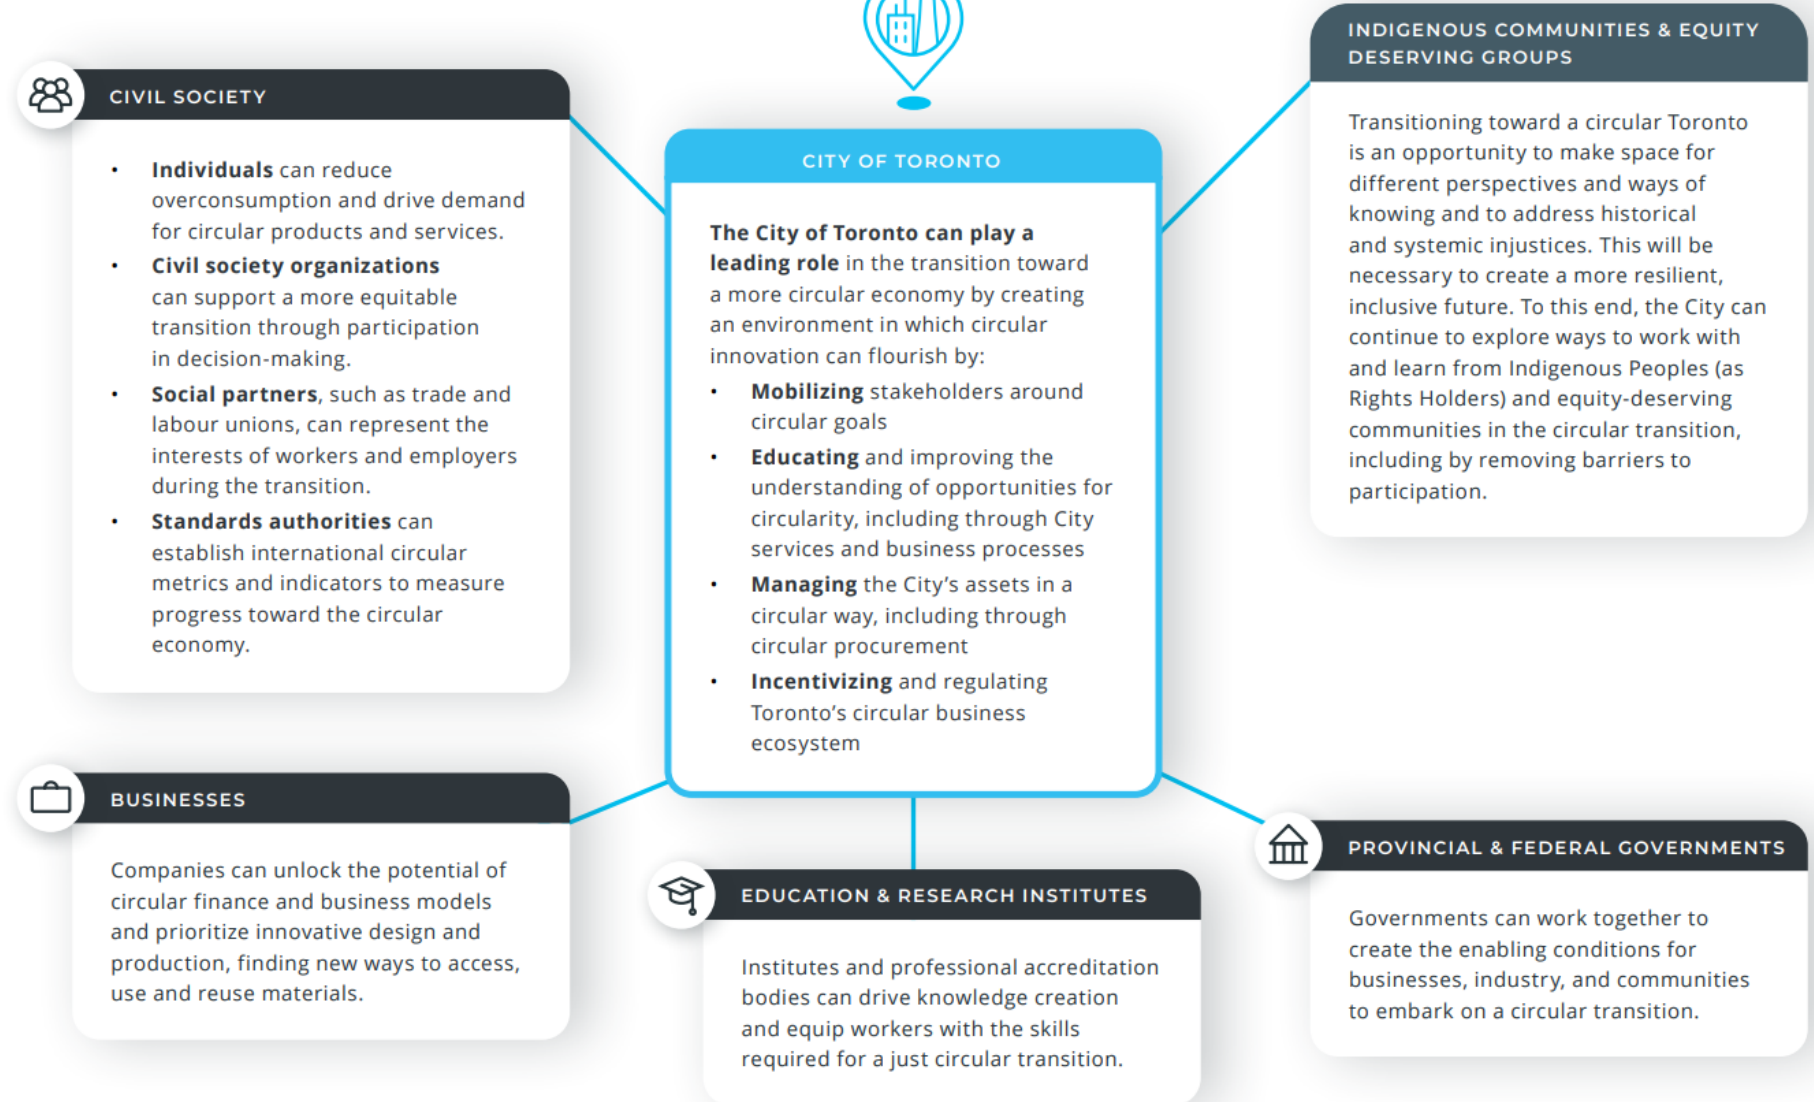 CIVIL SOCIETY
• Individuals can reduce
overconsumption and drive demand
for circular products and services.
• Civil society organizations
can support a more equitable
transition through participation
in decision-making.
• Social partners, such as trade and
labour unions, can represent the
interests of workers and employers
during the transition.
• Standards authorities can
establish international circular
metrics and indicators to measure
progress toward the circular
economy.
CITY OF TORONTO
The City of Toronto can play a
leading role in the transition toward
a more circular economy by creating
an environment in which circular
innovation can flourish by:
• Mobilizing stakeholders around
circular goals
• Educating and improving the
understanding of opportunities for
circularity, including through City
services and business processes
• Managing the City’s assets in a
circular way, including through
circular procurement
• Incentivizing and regulating
Toronto’s circular business
ecosystem
INDIGENOUS COMMUNITIES & EQUITY
DESERVING GROUPS
Transitioning toward a circular Toronto
is an opportunity to make space for
different perspectives and ways of
knowing and to address historical
and systemic injustices. This will be
necessary to create a more resilient,
inclusive future. To this end, the City can
continue to explore ways to work with
and learn from Indigenous Peoples (as
Rights Holders) and equity-deserving
communities in the circular transition,
including by removing barriers to
participation.
BUSINESSES
Companies can unlock the potential of
circular finance and business models
and prioritize innovative design and
production, finding new ways to access,
use and reuse materials.
EDUCATION & RESEARCH INSTITUTES
Institutes and professional accreditation
bodies can drive knowledge creation
and equip workers with the skills
required for a just circular transition.
PROVINCIAL & FEDERAL GOVERNMENTS
Governments can work together to
create the enabling conditions for
businesses, industry, and communities
to embark on a circular transition.